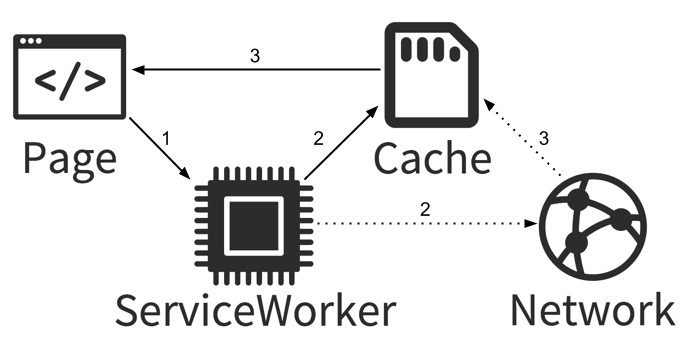 3
</>
1
2
3
Page
Cache
2
ServiceWorker
Network